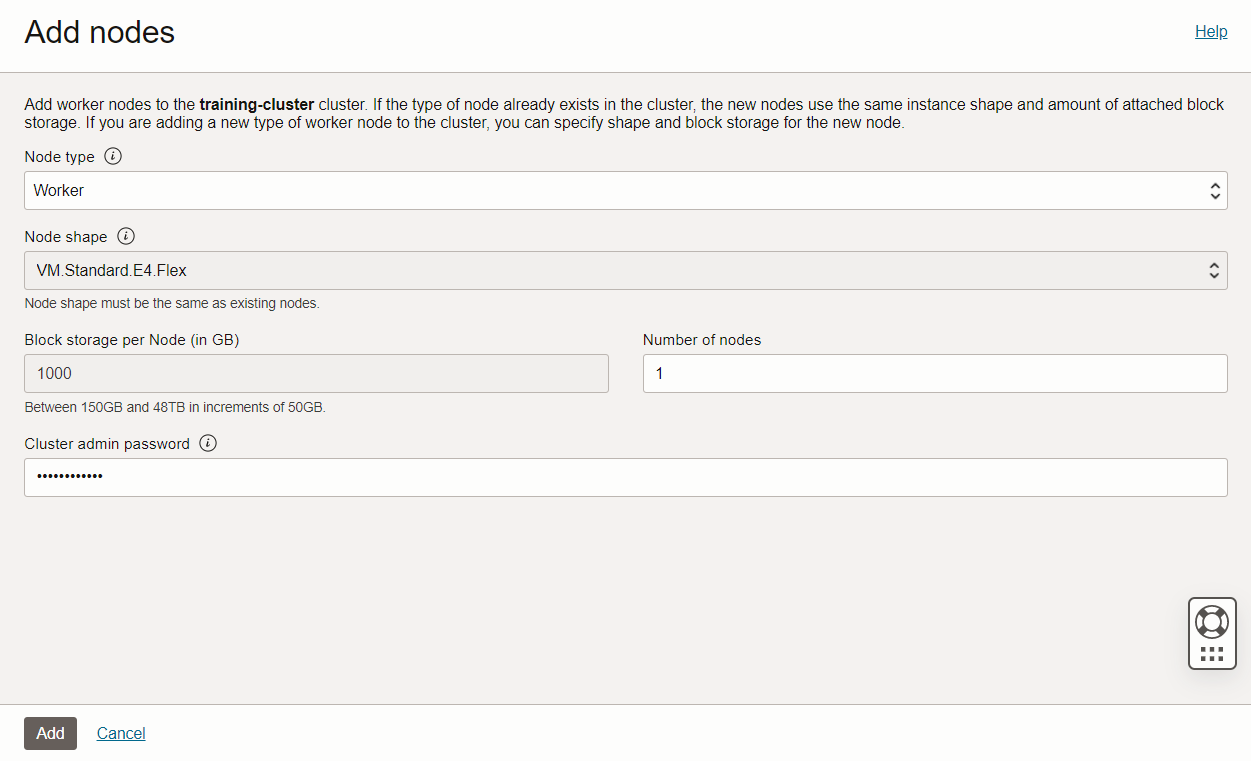 Add nodes
Help
Add worker nodes to the training-cluster cluster. If the type of node already exists in the cluster, the new nodes use the same instance shape and amount of attached block
storage. If you are adding a new type of worker node to the cluster, you can specify shape and block storage for the new node.
Node type
Worker
Node shape
VM.Standard.E4.Flex
Node shape must be the same as existing nodes.
Block storage per Node (in GB)
1000
Between 150GB and 48TB in increments of 50GB.
Number of nodes
1
Cluster admin password
••••••••••••
Add
Cancel